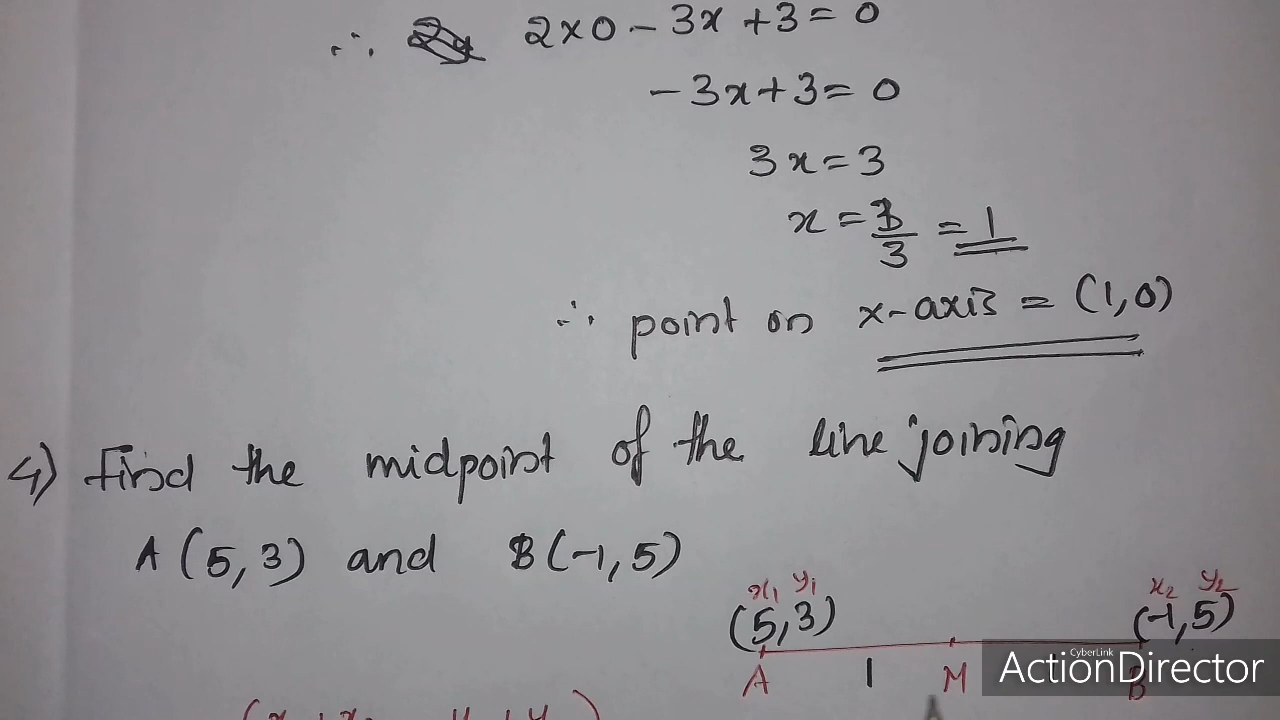 ∴ 2×0 - 3x + 3 = 0
-3x + 3 = 0
3x = 3
x = 3/3 = 1
∴ point on x-axis = (1,0)
4) Find the midpoint of the line joining
A (5,3) and B(-1,5)
x₁ y₁ x₂ y₂
(5,3) (-1,5)
A | M B
CyberLink
ActionDirector